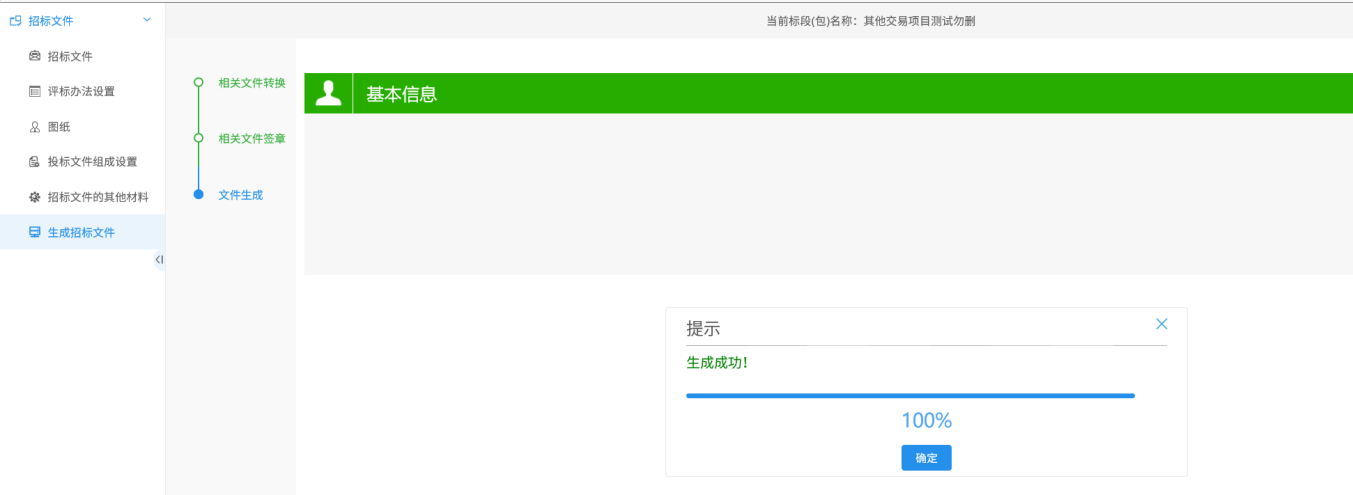 招标文件
招标文件
评标办法设置
图纸
投标文件组成设置
招标文件的其他材料
生成招标文件
当前标段(包)名称：其他交易项目测试勿删
相关文件转换
相关文件签章
文件生成
基本信息
提示
生成成功！
100%
确定